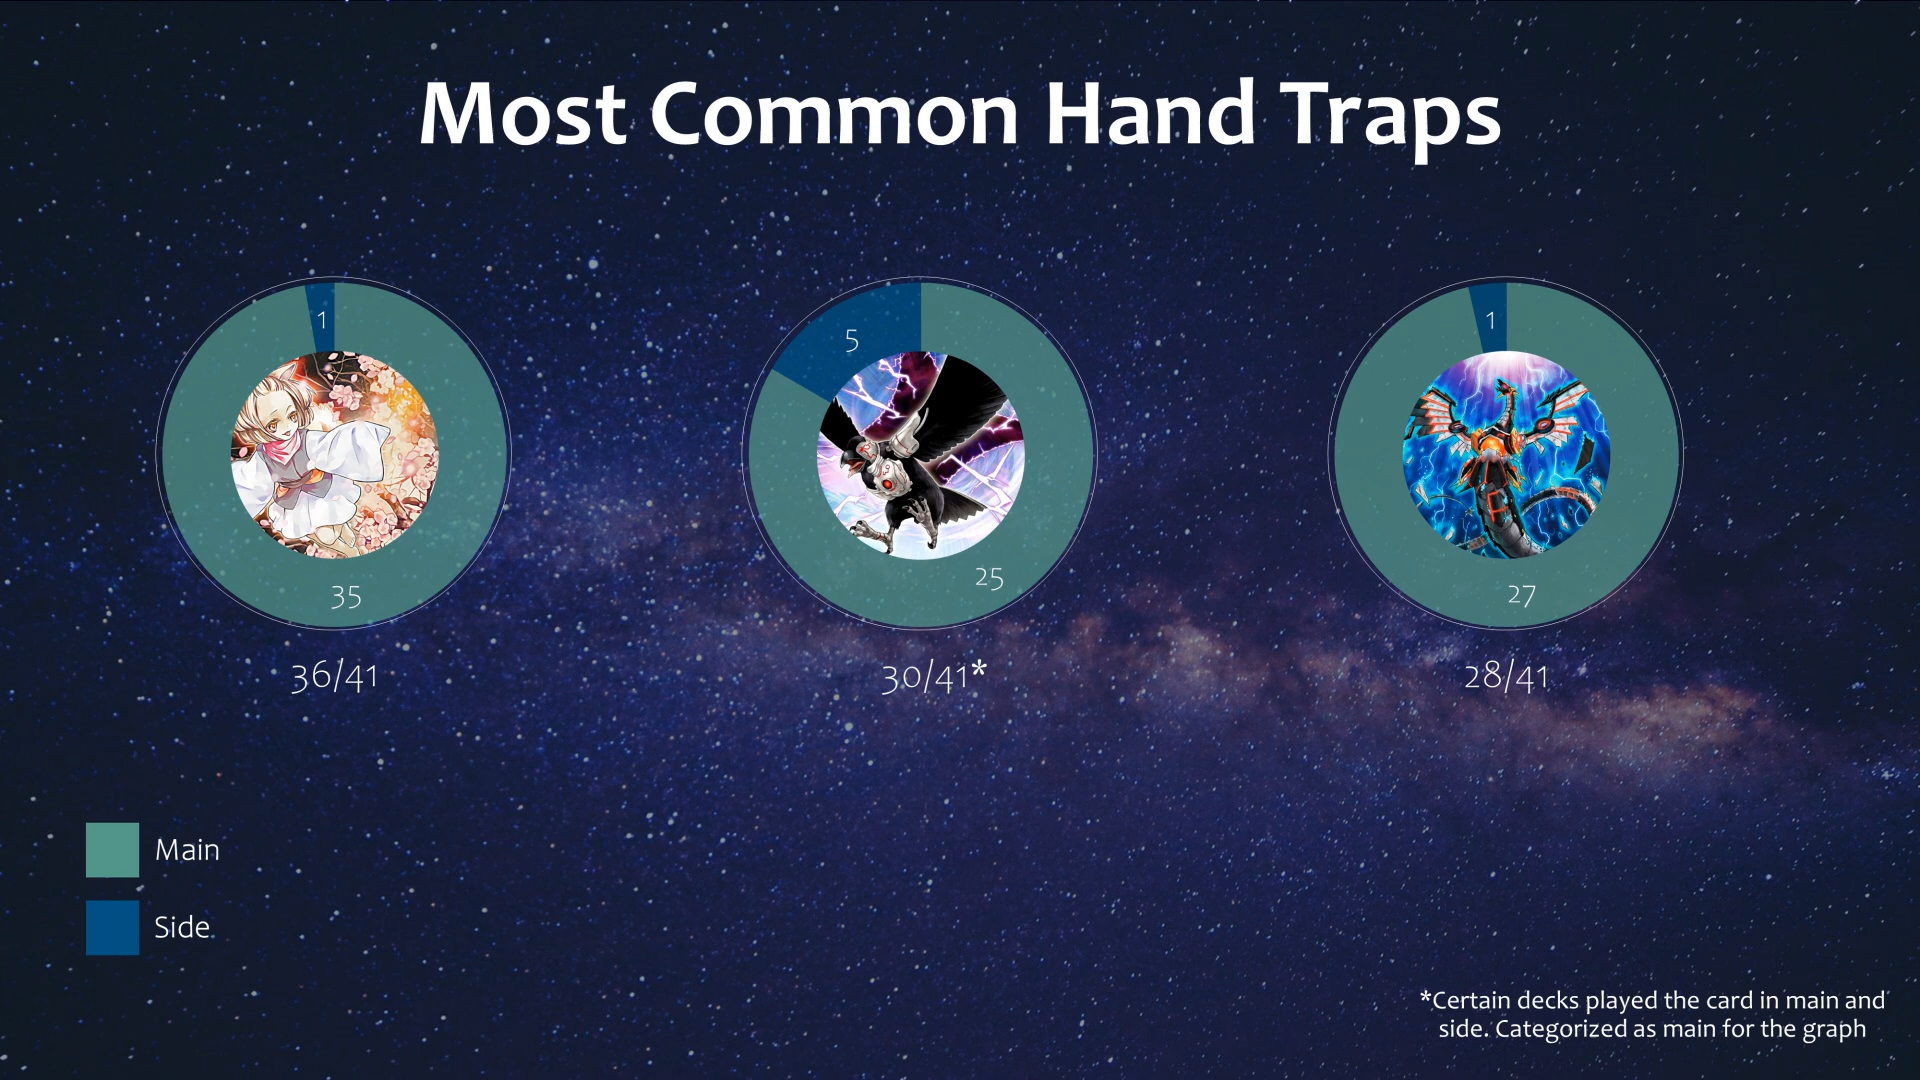 Most Common Hand Traps
1
5
1
35
25
27
36/41
30/41*
28/41
Main
Side
*Certain decks played the card in main and
side. Categorized as main for the graph